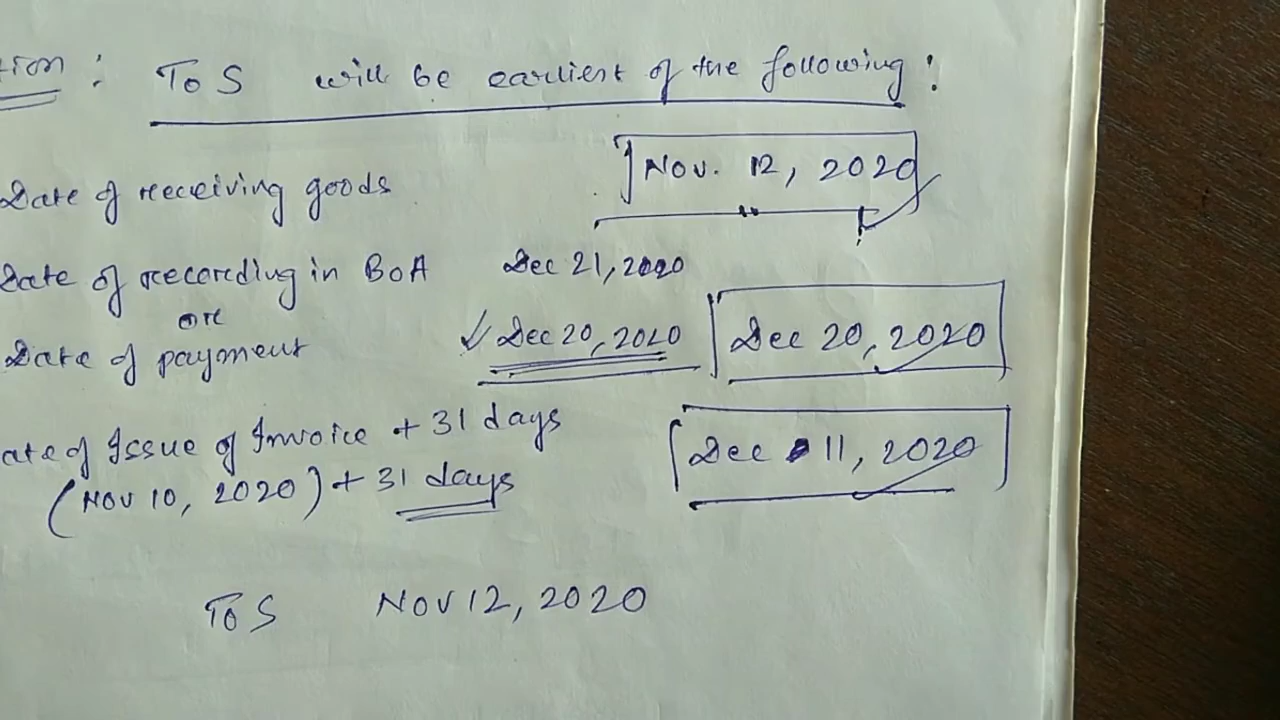 tion : ToS will be earliest of the following :
Date of receiving goods Nov. 12, 2020
Date of recording in BoA Dec 21, 2020
or
Date of payment Dec 20, 2020 Dec 20, 2020
ate of Issue of Invoice + 31 days Dec 11, 2020
(Nov 10, 2020) + 31 days
ToS Nov 12, 2020